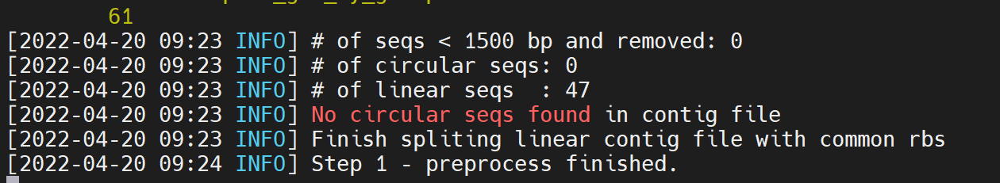 61
[2022-04-20 09:23 INFO] # of seqs < 1500 bp and removed: 0
[2022-04-20 09:23 INFO] # of circular seqs: 0
[2022-04-20 09:23 INFO] # of linear seqs  : 47
[2022-04-20 09:23 INFO] No circular seqs found in contig file
[2022-04-20 09:23 INFO] Finish spliting linear contig file with common rbs
[2022-04-20 09:24 INFO] Step 1 - preprocess finished.